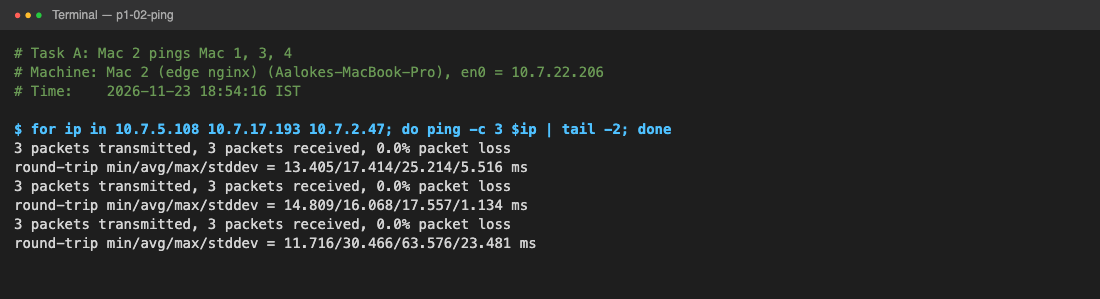 Terminal — p1-02-ping
# Task A: Mac 2 pings Mac 1, 3, 4
# Machine: Mac 2 (edge nginx) (Aalokes-MacBook-Pro), en0 = 10.7.22.206
# Time:    2026-11-23 18:54:16 IST
$ for ip in 10.7.5.108 10.7.17.193 10.7.2.47; do ping -c 3 $ip | tail -2; done
3 packets transmitted, 3 packets received, 0.0% packet loss
round-trip min/avg/max/stddev = 13.405/17.414/25.214/5.516 ms
3 packets transmitted, 3 packets received, 0.0% packet loss
round-trip min/avg/max/stddev = 14.809/16.068/17.557/1.134 ms
3 packets transmitted, 3 packets received, 0.0% packet loss
round-trip min/avg/max/stddev = 11.716/30.466/63.576/23.481 ms